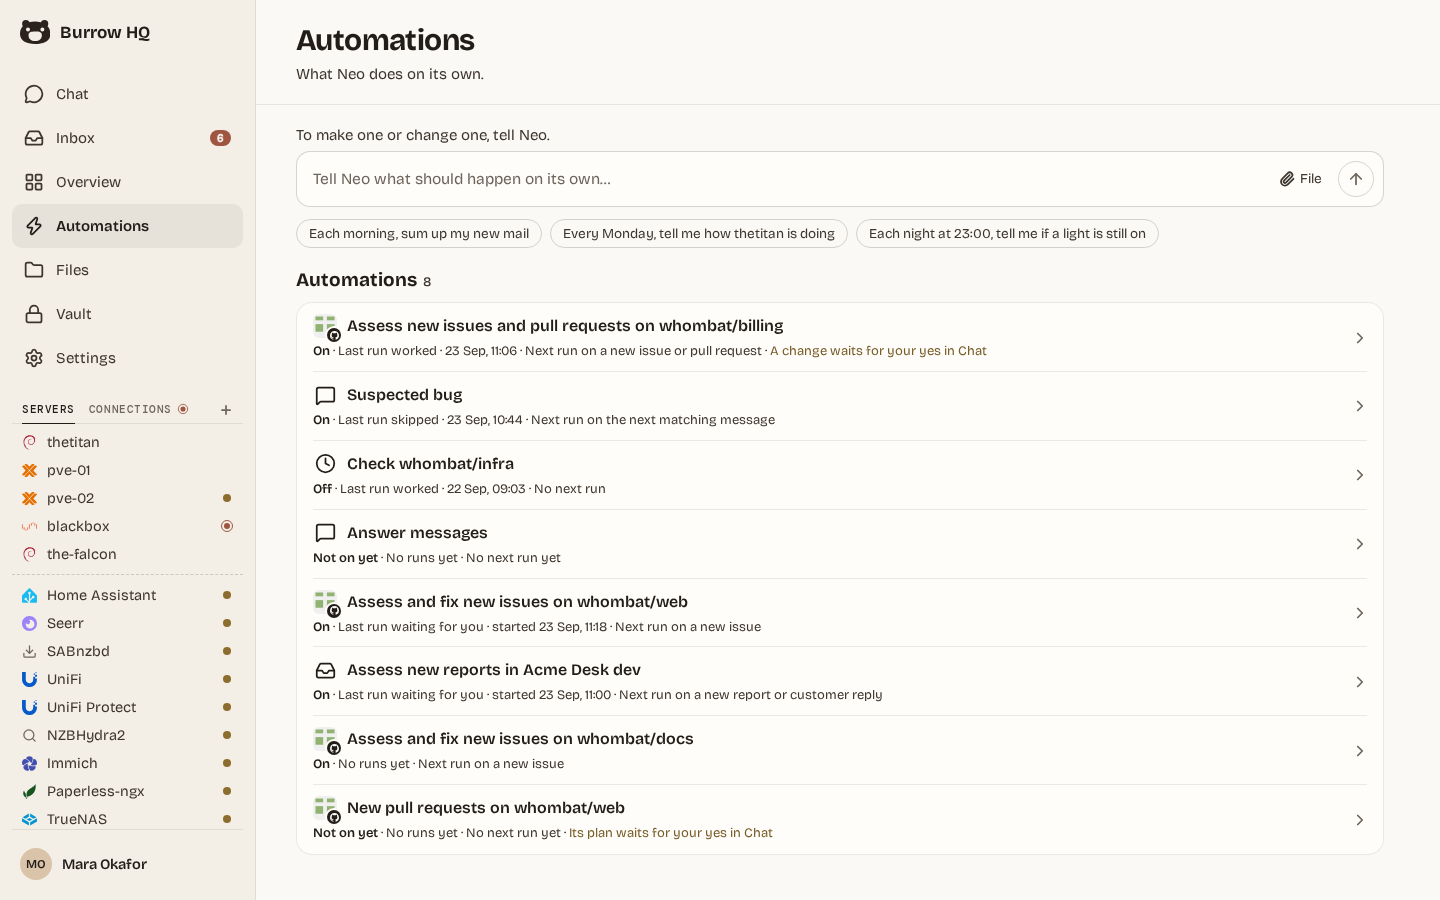 Burrow HQ
Chat
Inbox 6
Overview
Automations
Files
Vault
Settings
SERVERS CONNECTIONS +
thetitan
pve-01
pve-02
blackbox
the-falcon
Home Assistant
Seerr
SABnzbd
UniFi
UniFi Protect
NZBHydra2
Immich
Paperless-ngx
TrueNAS
MO Mara Okafor
Automations
What Neo does on its own.
To make one or change one, tell Neo.
Tell Neo what should happen on its own... File
Each morning, sum up my new mail Every Monday, tell me how thetitan is doing Each night at 23:00, tell me if a light is still on
Automations 8
Assess new issues and pull requests on whombat/billing
On · Last run worked · 23 Sep, 11:06 · Next run on a new issue or pull request · A change waits for your yes in Chat
Suspected bug
On · Last run skipped · 23 Sep, 10:44 · Next run on the next matching message
Check whombat/infra
Off · Last run worked · 22 Sep, 09:03 · No next run
Answer messages
Not on yet · No runs yet · No next run yet
Assess and fix new issues on whombat/web
On · Last run waiting for you · started 23 Sep, 11:18 · Next run on a new issue
Assess new reports in Acme Desk dev
On · Last run waiting for you · started 23 Sep, 11:00 · Next run on a new report or customer reply
Assess and fix new issues on whombat/docs
On · No runs yet · Next run on a new issue
New pull requests on whombat/web
Not on yet · No runs yet · No next run yet · Its plan waits for your yes in Chat